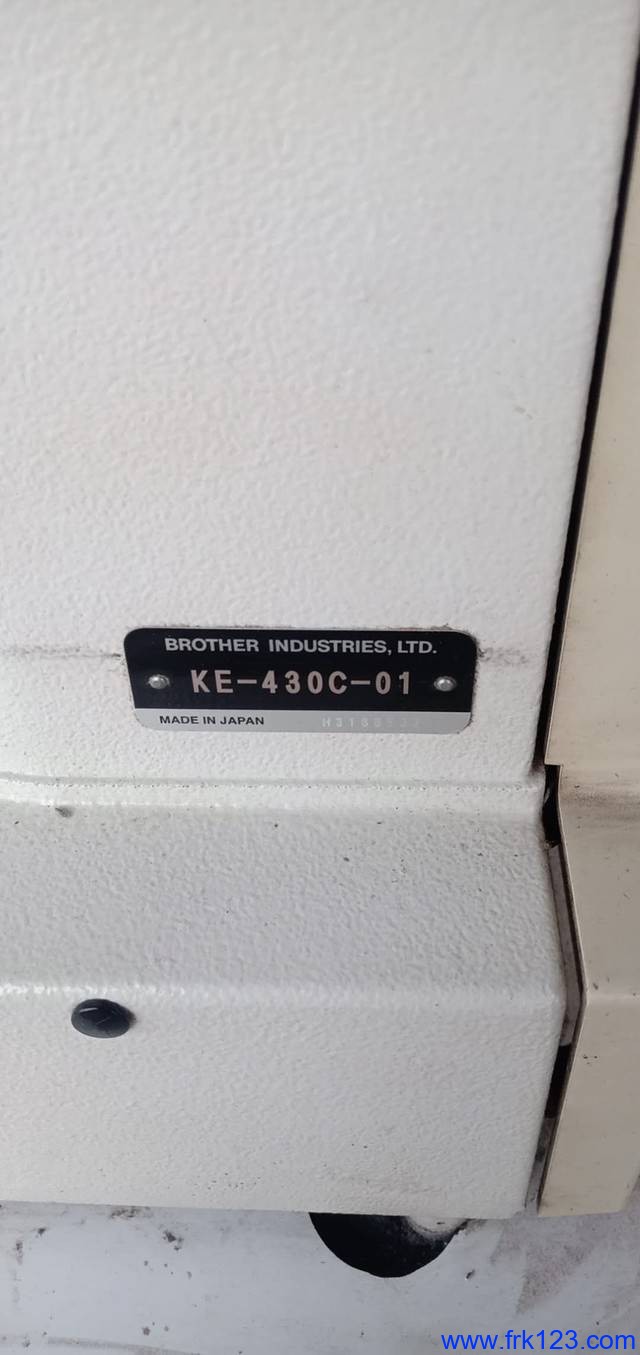 BROTHER INDUSTRIES, LTD.
KE-430C-01
MADE IN JAPAN
www.frk123.com